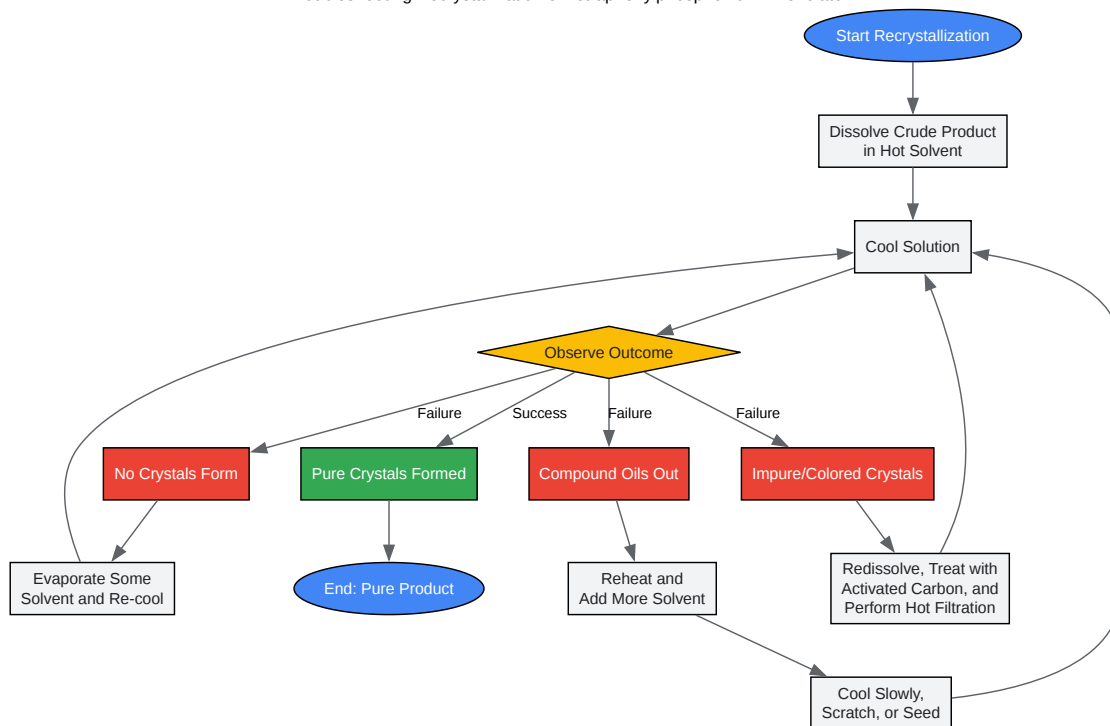 Start Recrystallization
Dissolve Crude Product
in Hot Solvent
Cool Solution
Observe Outcome
Failure
Success
Failure
Failure
No Crystals Form
Pure Crystals Formed
Compound Oils Out
Impure/Colored Crystals
Evaporate Some
Solvent and Re-cool
End: Pure Product
Reheat and
Add More Solvent
Redissolve, Treat with
Activated Carbon, and
Perform Hot Filtration
Cool Slowly,
Scratch, or Seed